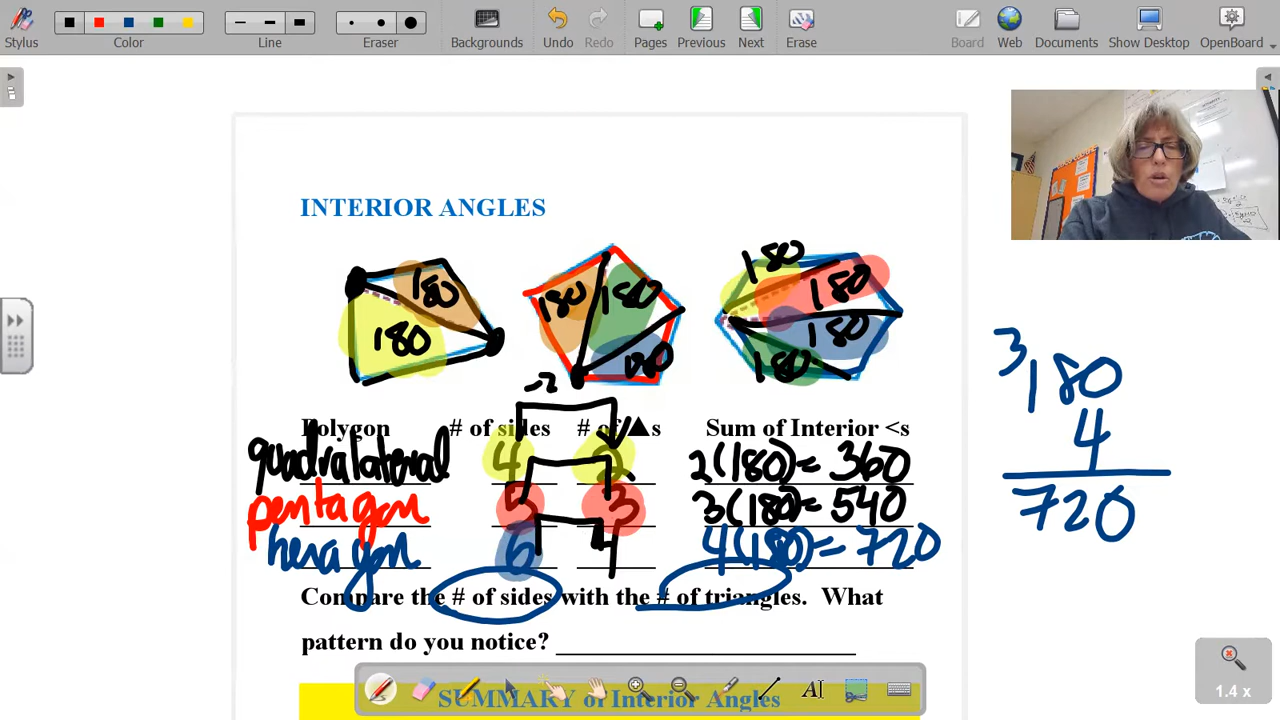 Stylus Color Line Eraser Backgrounds Undo Redo Pages Previous Next Erase Board Web Documents Show Desktop OpenBoard
INTERIOR ANGLES
180 180 180 180 180 180 180 180 180
-2
Polygon # of sides # of ▲s Sum of Interior <s
quadralateral 4 2 2(180)= 360
pentagon 5 3 3(180)= 540
hexagon 6 4 4(180)= 720
Compare the # of sides with the # of triangles. What
pattern do you notice?
SUMMARY of Interior Angles
3
180
4
720
1.4 x